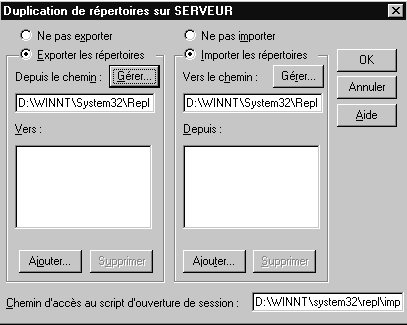 Duplication de répertoires sur SERVEUR
Ne pas exporter
Ne pas importer
Exporter les répertoires
Importer les répertoires
OK
Depuis le chemin :
Gérer...
Vers le chemin :
Gérer...
Annuler
D:\WINNT\System32\Repl
D:\WINNT\System32\Repl
Aide
Vers :
Depuis :
Ajouter...
Supprimer
Ajouter...
Supprimer
Chemin d'accès au script d'ouverture de session :
D:\WINNT\system32\repl\imp